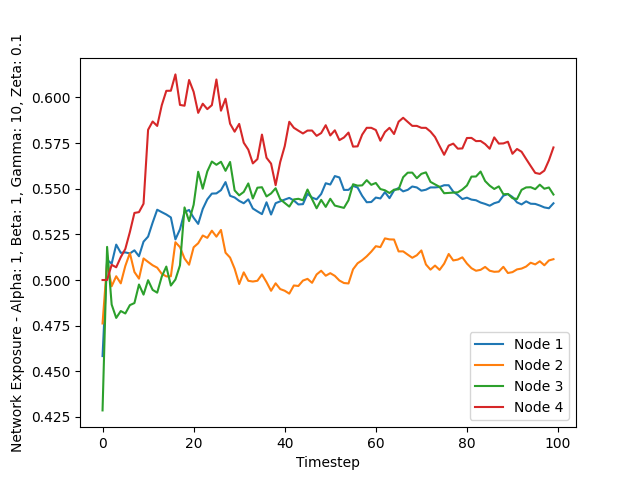 Network Exposure - Alpha: 1, Beta: 1, Gamma: 10, Zeta: 0.1
0.600
0.575
0.550
0.525
0.500
0.475
0.450
0.425
0
20
40
60
80
100
Timestep
Node 1
Node 2
Node 3
Node 4